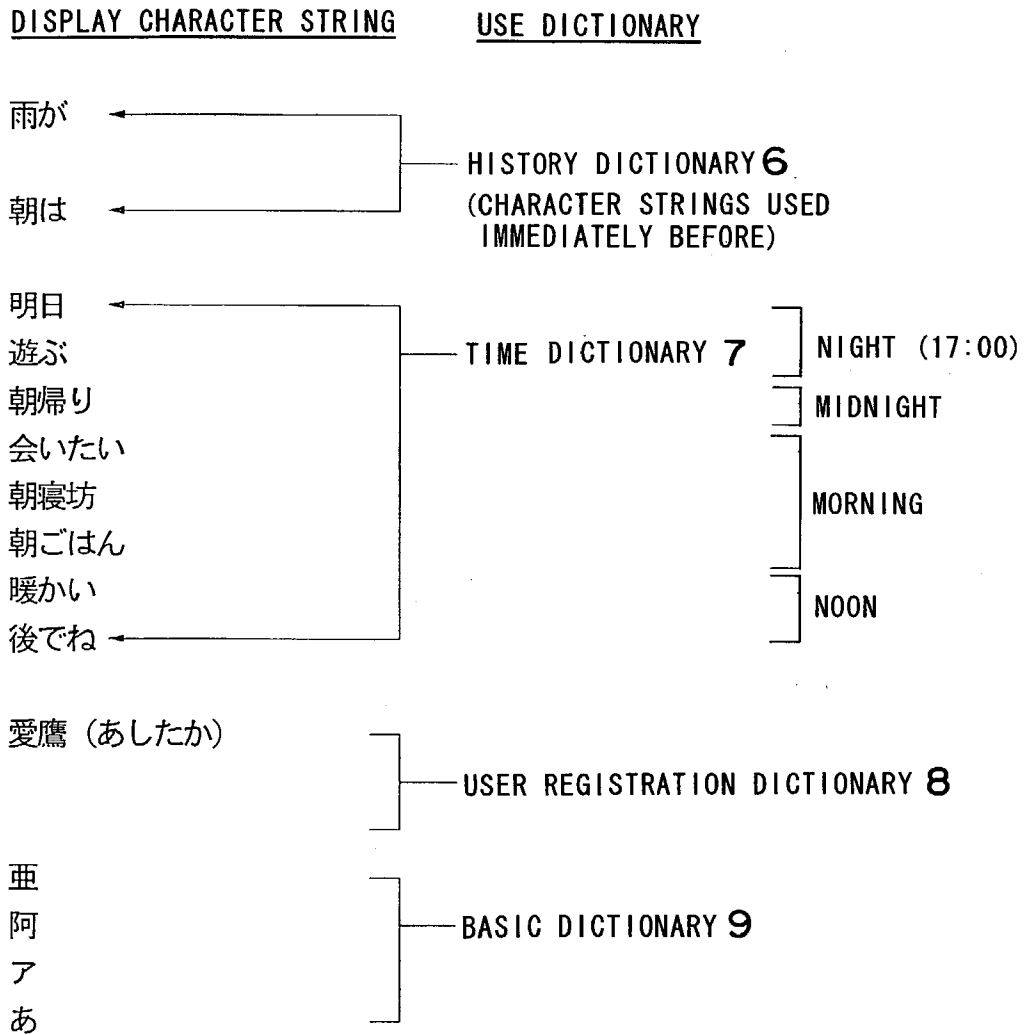 DISPLAY CHARACTER STRING USE DICTIONARY
雨が
HISTORY DICTIONARY 6
朝は
(CHARACTER STRINGS USED
IMMEDIATELY BEFORE)
明日
遊ぶ
TIME DICTIONARY 7
NIGHT (17:00)
朝帰り
MIDNIGHT
会いたい
朝寝坊
MORNING
朝ごはん
暖かい
NOON
後でね
愛鷹（あしたか）
USER REGISTRATION DICTIONARY 8
亜
阿
BASIC DICTIONARY 9
ア
あ